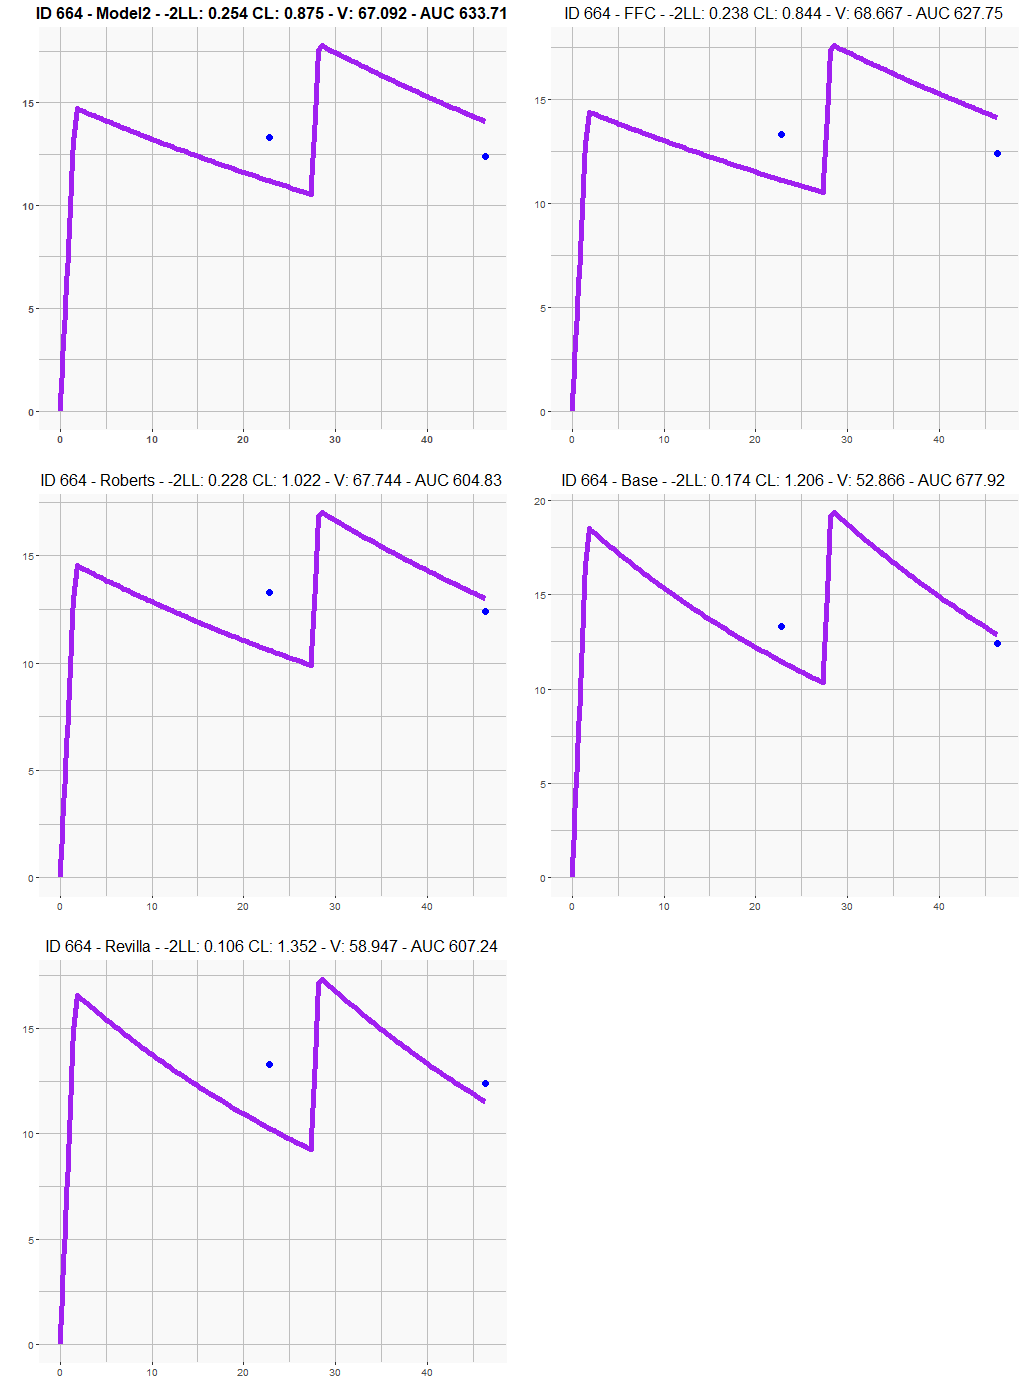 ID 664 - Model2 - -2LL: 0.254 CL: 0.875 - V: 67.092 - AUC 633.71
15
10
5
0
0 10 20 30 40
ID 664 - FFC - -2LL: 0.238 CL: 0.844 - V: 68.667 - AUC 627.75
15
10
5
0
0 10 20 30 40
ID 664 - Roberts - -2LL: 0.228 CL: 1.022 - V: 67.744 - AUC 604.83
15
10
5
0
0 10 20 30 40
ID 664 - Base - -2LL: 0.174 CL: 1.206 - V: 52.866 - AUC 677.92
20
15
10
5
0
0 10 20 30 40
ID 664 - Revilla - -2LL: 0.106 CL: 1.352 - V: 58.947 - AUC 607.24
15
10
5
0
0 10 20 30 40